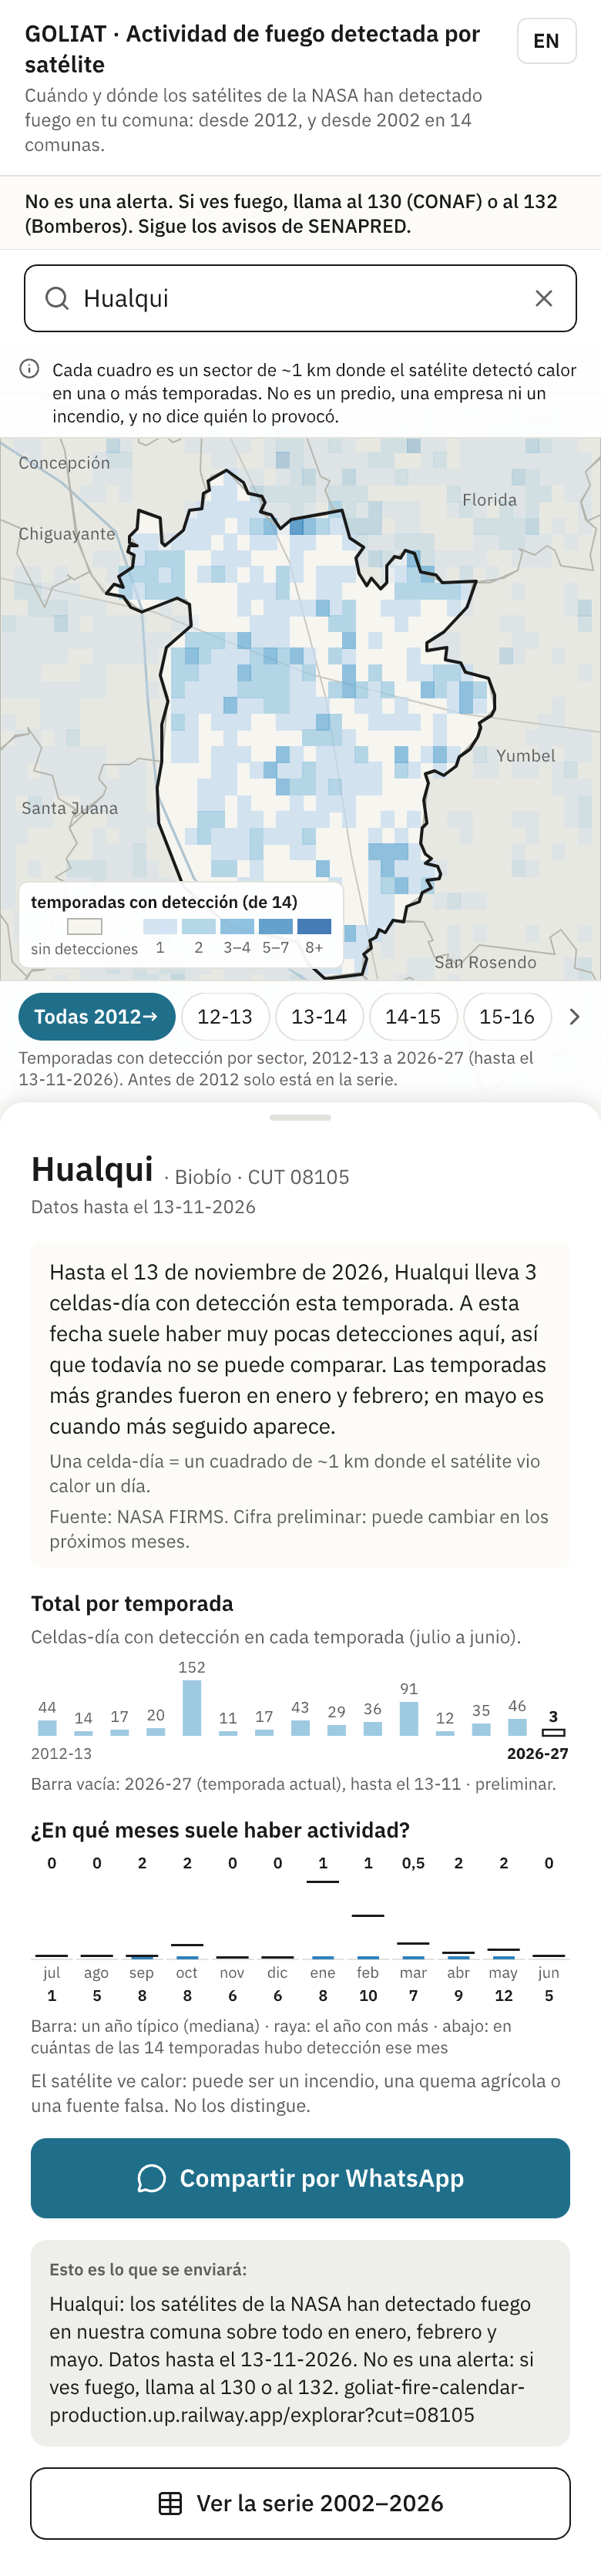 GOLIAT · Actividad de fuego detectada por
satélite
EN
Cuándo y dónde los satélites de la NASA han detectado
fuego en tu comuna: desde 2012, y desde 2002 en 14
comunas.
No es una alerta. Si ves fuego, llama al 130 (CONAF) o al 132
(Bomberos). Sigue los avisos de SENAPRED.
Hualqui
Cada cuadro es un sector de ~1 km donde el satélite detectó calor
en una o más temporadas. No es un predio, una empresa ni un
incendio, y no dice quién lo provocó.
Concepción
Florida
Chiguayante
Yumbel
Santa Juana
San Rosendo
temporadas con detección (de 14)
sin detecciones 1 2 3–4 5–7 8+
Todas 2012→ 12-13 13-14 14-15 15-16
Temporadas con detección por sector, 2012-13 a 2026-27 (hasta el
13-11-2026). Antes de 2012 solo está en la serie.
Hualqui · Biobío · CUT 08105
Datos hasta el 13-11-2026
Hasta el 13 de noviembre de 2026, Hualqui lleva 3
celdas-día con detección esta temporada. A esta
fecha suele haber muy pocas detecciones aquí, así
que todavía no se puede comparar. Las temporadas
más grandes fueron en enero y febrero; en mayo es
cuando más seguido aparece.
Una celda-día = un cuadrado de ~1 km donde el satélite vio
calor un día.
Fuente: NASA FIRMS. Cifra preliminar: puede cambiar en los
próximos meses.
Total por temporada
Celdas-día con detección en cada temporada (julio a junio).
44 14 17 20 152 11 17 43 29 36 91 12 35 46 3
2012-13 2026-27
Barra vacía: 2026-27 (temporada actual), hasta el 13-11 · preliminar.
¿En qué meses suele haber actividad?
0 0 2 2 0 0 1 1 0,5 2 2 0
jul ago sep oct nov dic ene feb mar abr may jun
1 5 8 8 6 6 8 10 7 9 12 5
Barra: un año típico (mediana) · raya: el año con más · abajo: en
cuántas de las 14 temporadas hubo detección ese mes
El satélite ve calor: puede ser un incendio, una quema agrícola o
una fuente falsa. No los distingue.
Compartir por WhatsApp
Esto es lo que se enviará:
Hualqui: los satélites de la NASA han detectado fuego
en nuestra comuna sobre todo en enero, febrero y
mayo. Datos hasta el 13-11-2026. No es una alerta: si
ves fuego, llama al 130 o al 132. goliat-fire-calendar-
production.up.railway.app/explorar?cut=08105
Ver la serie 2002–2026